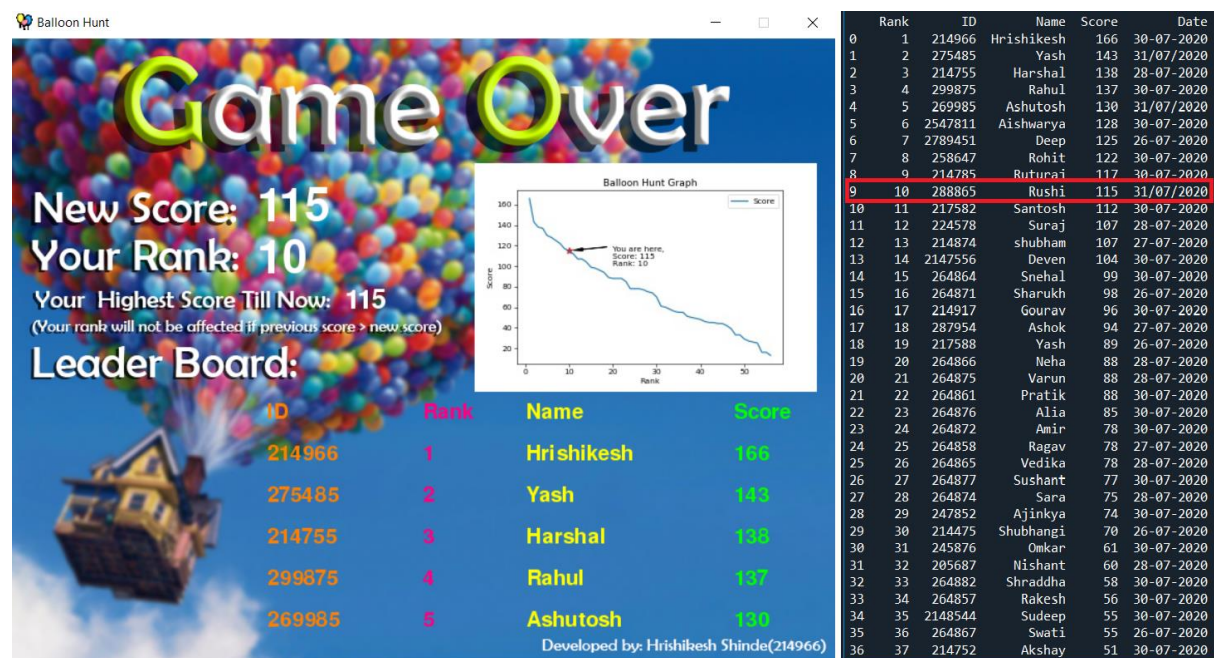 Balloon Hunt
Game Over
New Score: 115
Your Rank: 10
Your Highest Score Till Now: 115
(Your rank will not be affected if previous score > new score)
Leader Board:
Balloon Hunt Graph
Score
160
140
120
100
80
60
40
20
Score
You are here,
Score: 115
Rank: 10
0 10 20 30 40 50
Rank
ID Rank Name Score
214966 1 Hrishikesh 166
275485 2 Yash 143
214755 3 Harshal 138
299875 4 Rahul 137
269985 5 Ashutosh 130
Developed by: Hrishikesh Shinde(214966)
Rank ID Name Score Date
0 1 214966 Hrishikesh 166 30-07-2020
1 2 275485 Yash 143 31/07/2020
2 3 214755 Harshal 138 28-07-2020
3 4 299875 Rahul 137 30-07-2020
4 5 269985 Ashutosh 130 31/07/2020
5 6 2547811 Aishwarya 128 30-07-2020
6 7 2789451 Deep 125 26-07-2020
7 8 258647 Rohit 122 30-07-2020
8 9 214785 Ruturaj 117 30-07-2020
9 10 288865 Rushi 115 31/07/2020
10 11 217582 Santosh 112 30-07-2020
11 12 224578 Suraj 107 28-07-2020
12 13 214874 shubham 107 27-07-2020
13 14 2147556 Deven 104 30-07-2020
14 15 264864 Snehal 99 30-07-2020
15 16 264871 Sharukh 98 26-07-2020
16 17 214917 Gourav 96 30-07-2020
17 18 287954 Ashok 94 27-07-2020
18 19 217588 Yash 89 26-07-2020
19 20 264866 Neha 88 28-07-2020
20 21 264875 Varun 88 28-07-2020
21 22 264861 Pratik 88 30-07-2020
22 23 264876 Alia 85 30-07-2020
23 24 264872 Amir 78 30-07-2020
24 25 264858 Ragav 78 27-07-2020
25 26 264865 Vedika 78 28-07-2020
26 27 264877 Sushant 77 30-07-2020
27 28 264874 Sara 75 28-07-2020
28 29 247852 Ajinkya 74 30-07-2020
29 30 214475 Shubhangi 70 26-07-2020
30 31 245876 Omkar 61 30-07-2020
31 32 205687 Nishant 60 28-07-2020
32 33 264882 Shraddha 58 30-07-2020
33 34 264857 Rakesh 56 30-07-2020
34 35 2148544 Sudeep 55 30-07-2020
35 36 264867 Swati 55 26-07-2020
36 37 214752 Akshay 51 30-07-2020